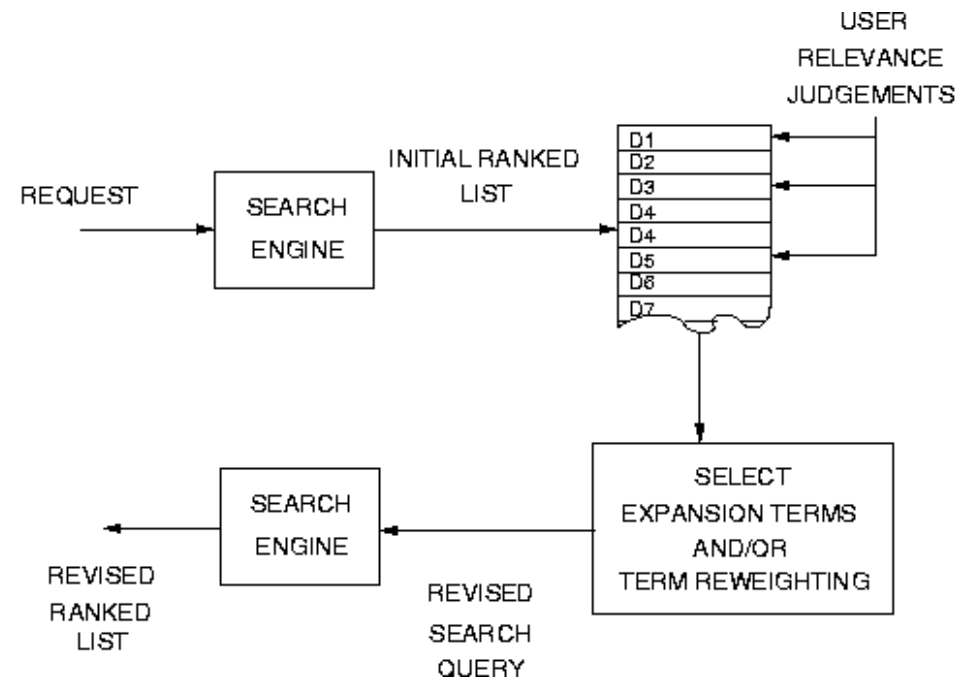 USER
RELEVANCE
JUDGEMENTS
REQUEST
SEARCH
ENGINE
INITIAL RANKED
LIST
D1
D2
D3
D4
D4
D5
D6
D7
SELECT
EXPANSION TERMS
AND/OR
TERM REWEIGHTING
SEARCH
ENGINE
REVISED
SEARCH
QUERY
REVISED
RANKED
LIST